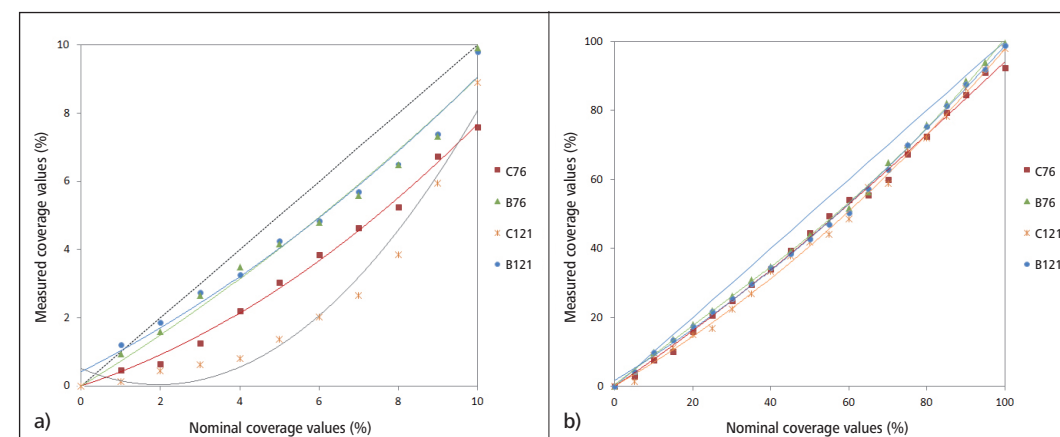 Measured coverage values (%)
10
8
6
4
2
0
0 2 4 6 8 10
Nominal coverage values (%)
C76
B76
C121
B121
a)
Measured coverage values (%)
100
80
60
40
20
0
0 20 40 60 80 100
Nominal coverage values (%)
C76
B76
C121
B121
b)